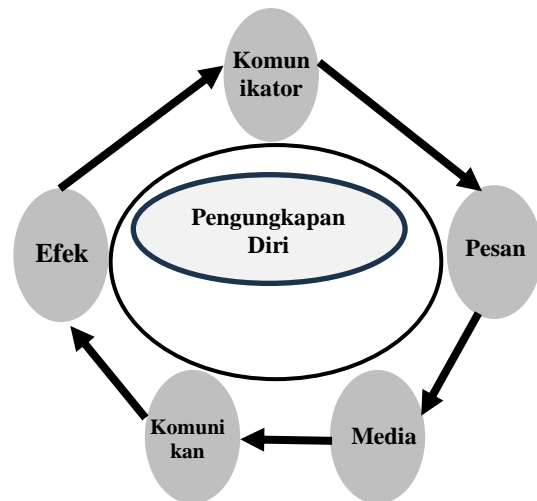 Komun
ikator
Pengungkapan
Diri
Efek
Pesan
Komuni
kan
Media